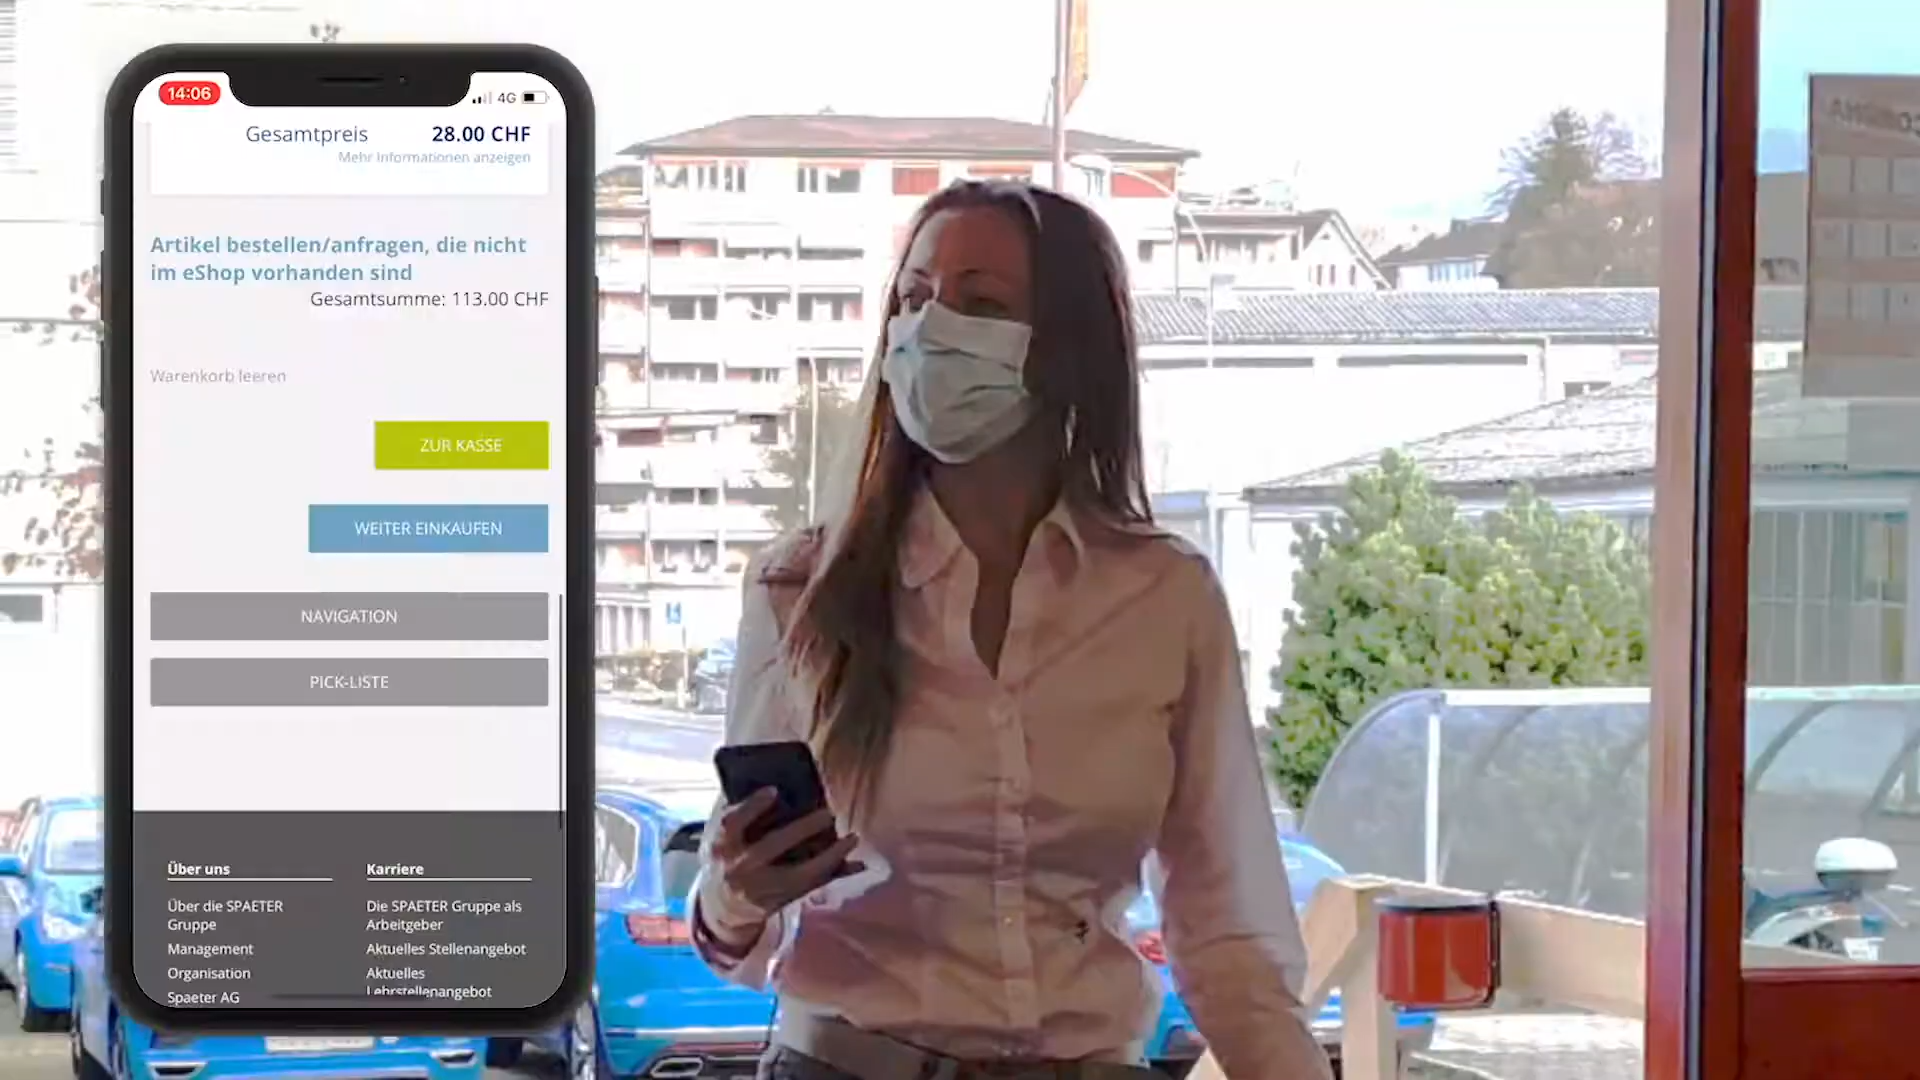 14:06
4G
Gesamtpreis 28.00 CHF
Mehr Informationen anzeigen
Artikel bestellen/anfragen, die nicht
im eShop vorhanden sind
Gesamtsumme: 113.00 CHF
Warenkorb leeren
ZUR KASSE
WEITER EINKAUFEN
NAVIGATION
PICK-LISTE
Über uns
Über die SPAETER
Gruppe
Management
Organisation
Spaeter AG
Karriere
Die SPAETER Gruppe als
Arbeitgeber
Aktuelles Stellenangebot
Aktuelles
Lehrstellenangebot